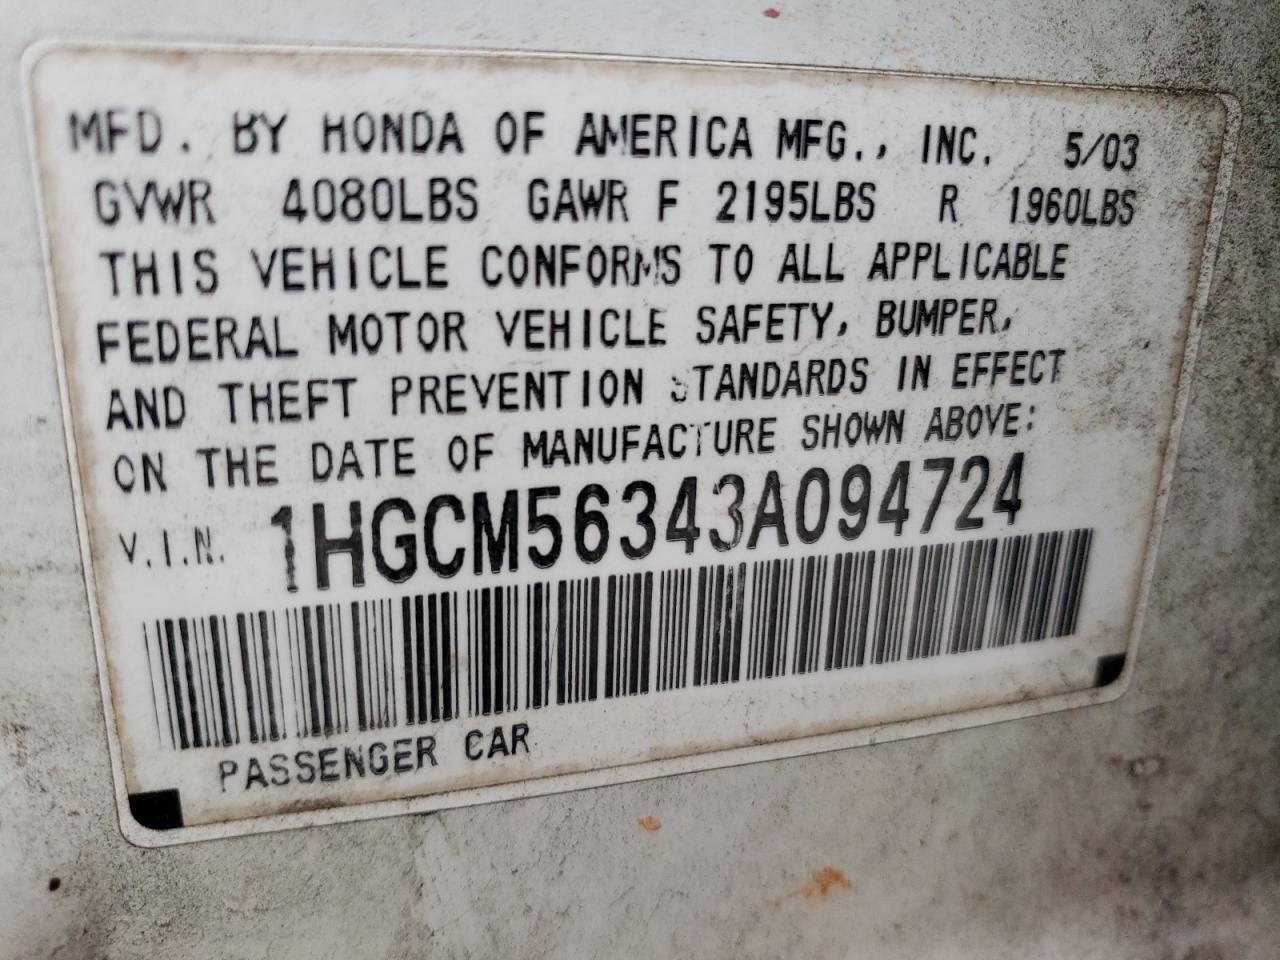 MFD. BY HONDA OF AMERICA MFG., INC. 5/03
GVWR 4080LBS GAWR F 2195LBS R 1960LBS
THIS VEHICLE CONFORMS TO ALL APPLICABLE
FEDERAL MOTOR VEHICLE SAFETY, BUMPER,
AND THEFT PREVENTION STANDARDS IN EFFECT
ON THE DATE OF MANUFACTURE SHOWN ABOVE:
V.I.N. 1HGCM56343A094724
PASSENGER CAR